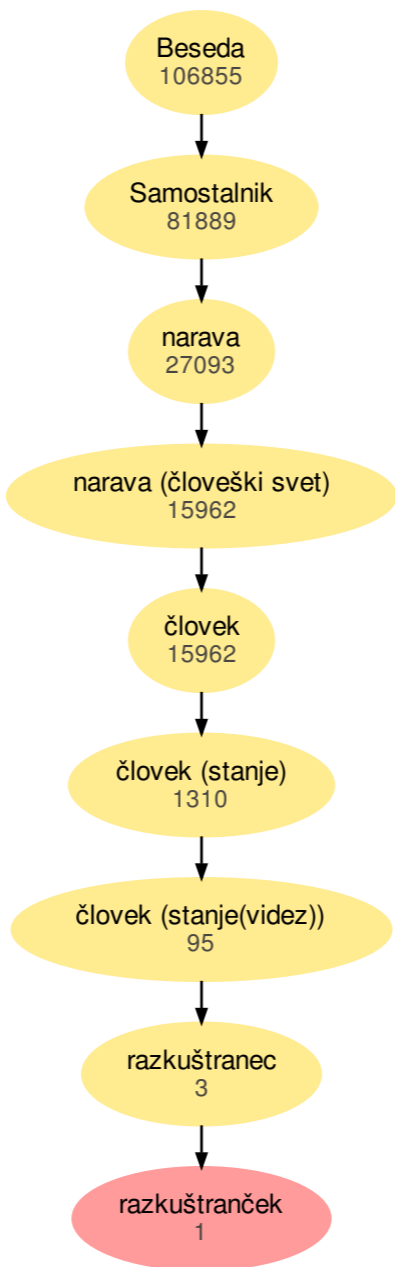 Beseda
106855
Samostalnik
81889
narava
27093
narava (človeški svet)
15962
človek
15962
človek (stanje)
1310
človek (stanje(videz))
95
razkuštranec
3
razkuštranček
1